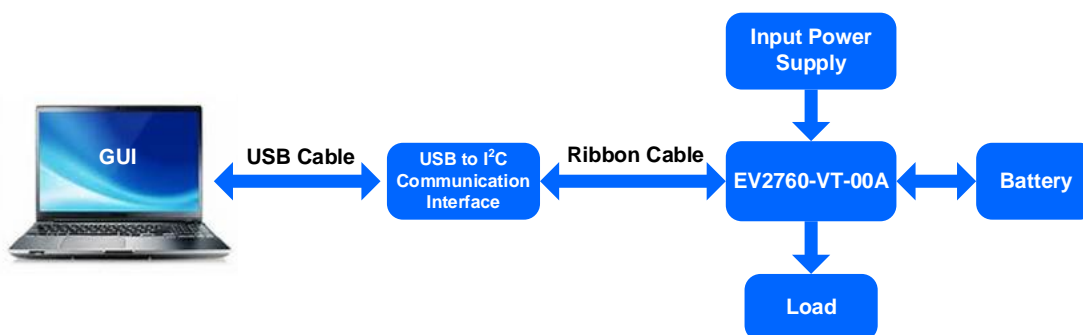 Input Power
Supply
GUI
USB Cable
USB to I²C
Communication
Interface
Ribbon Cable
EV2760-VT-00A
Battery
Load